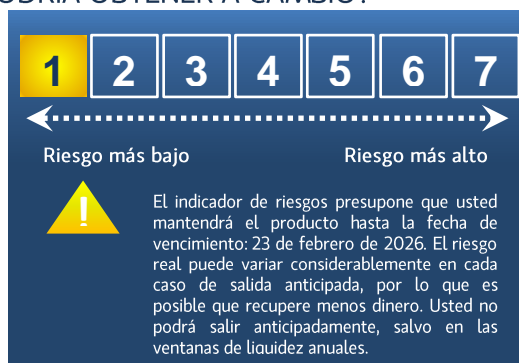 ODRÍA OBTENER A CAMBIO?
1 2 3 4 5 6 7
Riesgo más bajo Riesgo más alto
!
El indicador de riesgos presupone que usted
mantendrá el producto hasta la fecha de
vencimiento: 23 de febrero de 2026. El riesgo
real puede variar considerablemente en cada
caso de salida anticipada, por lo que es
posible que recupere menos dinero. Usted no
podrá salir anticipadamente, salvo en las
ventanas de liquidez anuales.